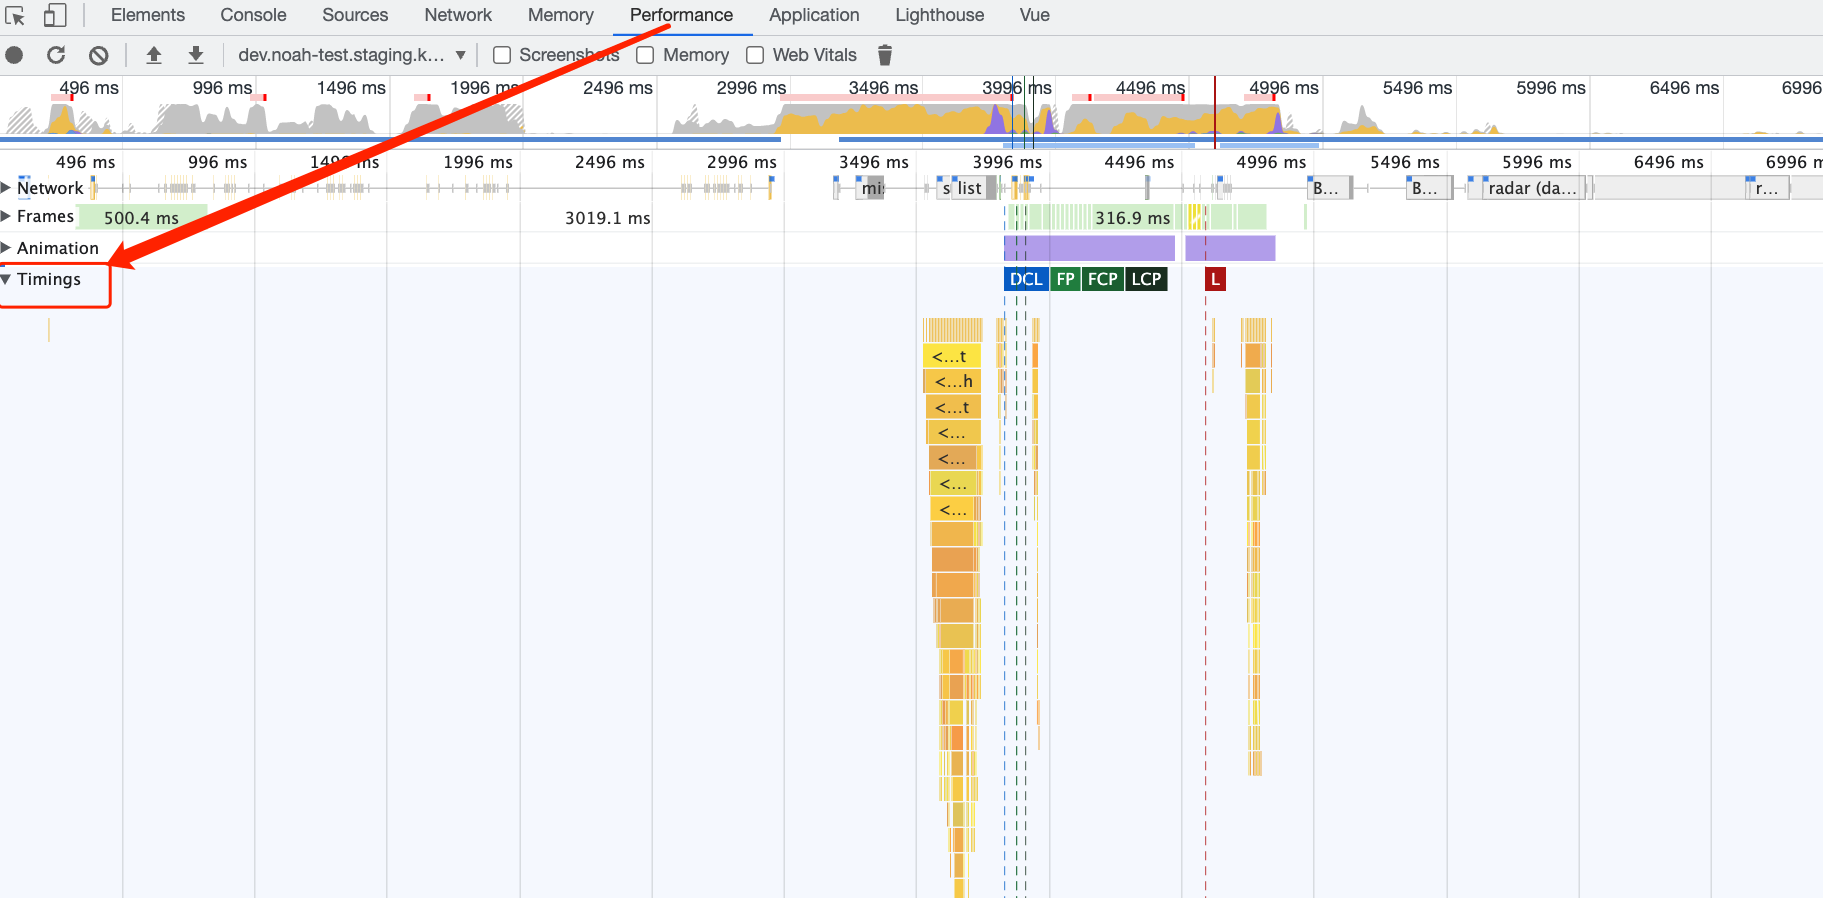 Elements Console Sources Network Memory Performance Application Lighthouse Vue
dev.noah-test.staging.k... ▼ Screenshots Memory Web Vitals
496 ms 996 ms 1496 ms 1996 ms 2496 ms 2996 ms 3496 ms 3996 ms 4496 ms 4996 ms 5496 ms 5996 ms 6496 ms 6996
496 ms 996 ms 1496 ms 1996 ms 2496 ms 2996 ms 3496 ms 3996 ms 4496 ms 4996 ms 5496 ms 5996 ms 6496 ms 6996 m
Network mi s list B... B... radar (da... r...
Frames 500.4 ms 3019.1 ms 316.9 ms
Animation
Timings DCL FP FCP LCP L
<...t
<...h
<...t
<...
<...
<...
<...